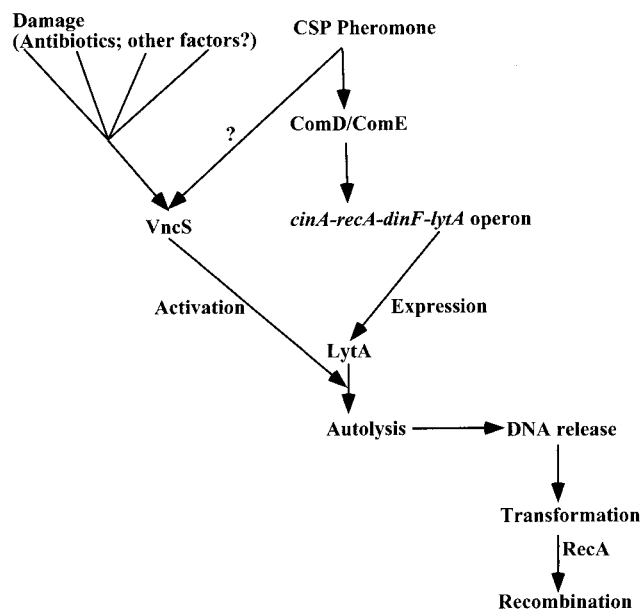 Damage
(Antibiotics; other factors?)
CSP Pheromone
?
ComD/ComE
VncS
cinA-recA-dinF-lytA operon
Activation
Expression
LytA
Autolysis
DNA release
Transformation
RecA
Recombination